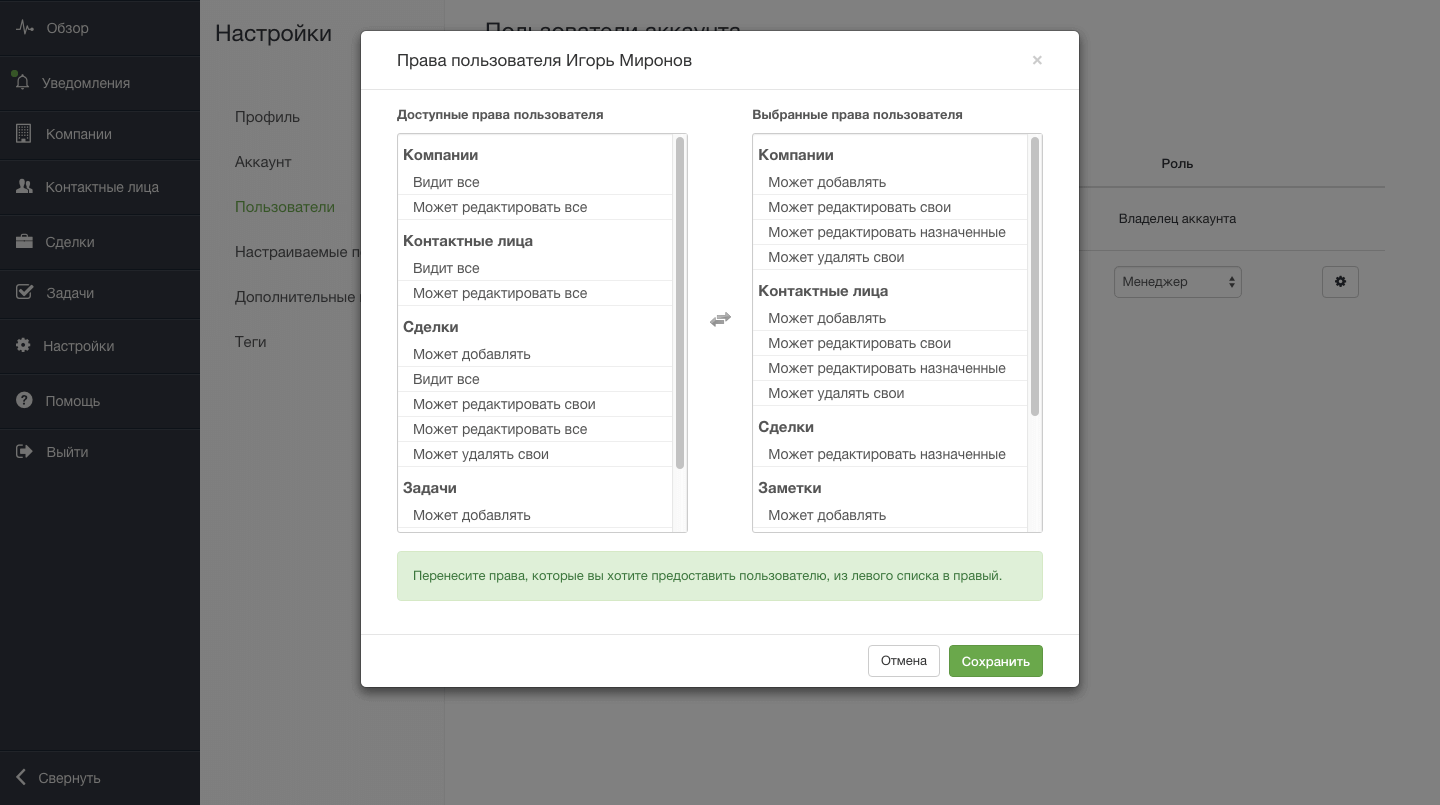 Обзор
Уведомления
Компании
Контактные лица
Сделки
Задачи
Настройки
Помощь
Выйти
Свернуть
Настройки
Профиль
Аккаунт
Пользователи
Настраиваемые
Дополнительные
Теги
Пользователи аккаунта
Роль
Владелец аккаунта
Менеджер
Права пользователя Игорь Миронов
×
Доступные права пользователя
Компании
Видит все
Может редактировать все
Контактные лица
Видит все
Может редактировать все
Сделки
Может добавлять
Видит все
Может редактировать свои
Может редактировать все
Может удалять свои
Задачи
Может добавлять
Выбранные права пользователя
Компании
Может добавлять
Может редактировать свои
Может редактировать назначенные
Может удалять свои
Контактные лица
Может добавлять
Может редактировать свои
Может редактировать назначенные
Может удалять свои
Сделки
Может редактировать назначенные
Заметки
Может добавлять
Перенесите права, которые вы хотите предоставить пользователю, из левого списка в правый.
Отмена
Сохранить